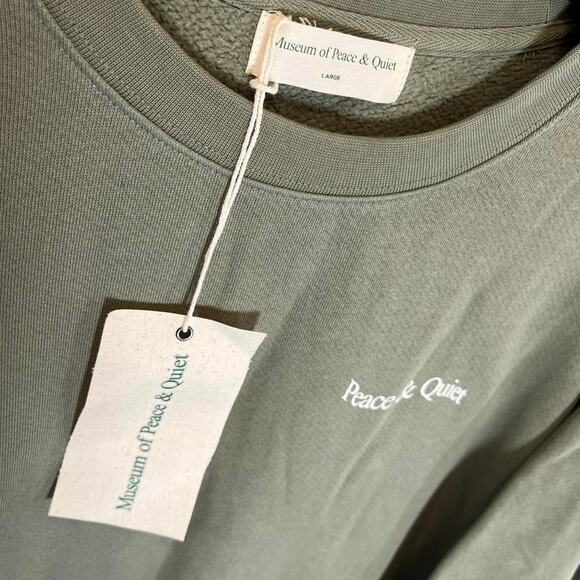 Museum of Peace & Quiet
LARGE
Peace & Quiet
Museum of Peace & Quiet